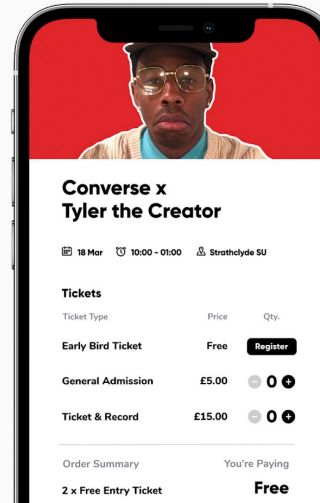 Converse x
Tyler the Creator
18 Mar 10:00 - 01:00 Strathclyde SU
Tickets
Ticket Type Price Qty.
Early Bird Ticket Free Register
General Admission £5.00 - 0 +
Ticket & Record £15.00 - 0 +
Order Summary You're Paying
2 x Free Entry Ticket Free